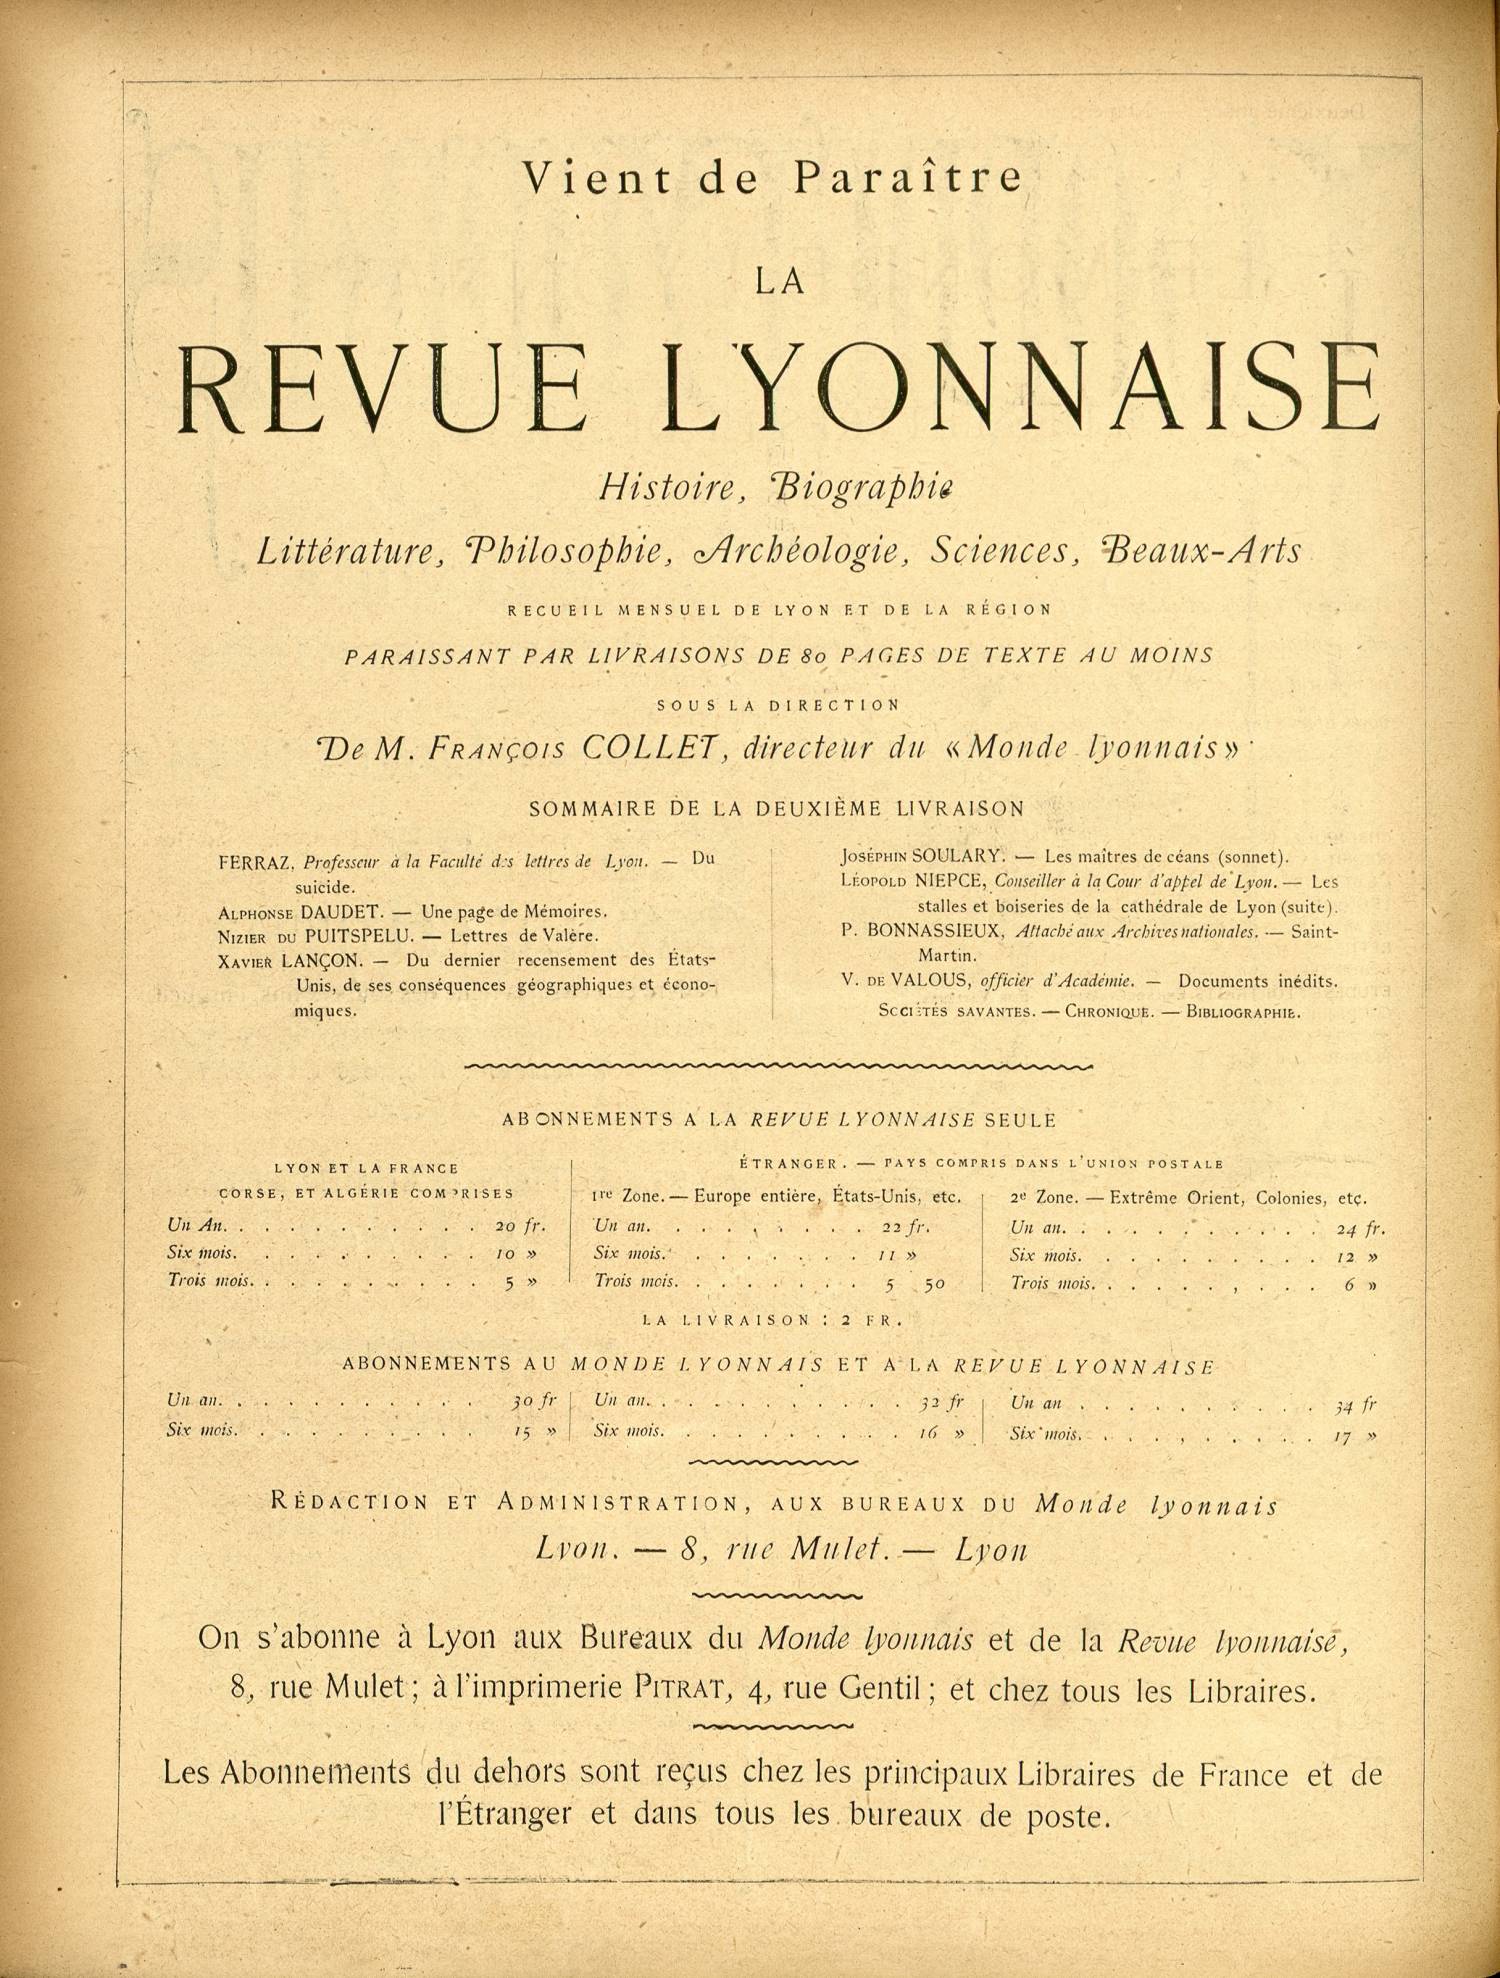 Vient de Paraître
LA
REVUE LYONNAISE
Histoire, Biographie
Littérature, Philosophie, Archéologie, Sciences, Beaux-Arts
RECUEIL MENSUEL DE LYON ET DE LA RÉGION
PARAISSANT PAR LIVRAISONS DE 80 PAGES DE TEXTE AU MOINS
SOUS LA DIRECTION
De M. FRANÇOIS COLLET, directeur du « Monde lyonnais »
SOMMAIRE DE LA DEUXIÈME LIVRAISON
FERRAZ, Professeur à la Faculté des lettres de Lyon. — Du
suicide.
ALPHONSE DAUDET. — Une page de Mémoires.
NIZIER DU PUITSPELU. — Lettres de Valère.
XAVIER LANÇON. — Du dernier recensement des États-
Unis, de ses conséquences géographiques et écono-
miques.
JOSÉPHIN SOULARY. — Les maîtres de céans (sonnet).
LÉOPOLD NIEPCE, Conseiller à la Cour d'appel de Lyon. — Les
stalles et boiseries de la cathédrale de Lyon (suite).
P. BONNASSIEUX, Attaché aux Archives nationales. — Saint-
Martin.
V. DE VALOUS, officier d'Académie. — Documents inédits.
SOCIÉTÉS SAVANTES. — CHRONIQUE. — BIBLIOGRAPHIE.
ABONNEMENTS A LA REVUE LYONNAISE SEULE
LYON ET LA FRANCE
CORSE, ET ALGÉRIE COMPRISES
Un An. . . . . . . . . . . 20 fr.
Six mois. . . . . . . . . . 10 »
Trois mois. . . . . . . . . . 5 »
ÉTRANGER. — PAYS COMPRIS DANS L'UNION POSTALE
1re Zone. — Europe entière, États-Unis, etc.
Un an. . . . . . . . . 22 fr.
Six mois. . . . . . . . 11 »
Trois mois. . . . . . . . 5 50
2e Zone. — Extrême Orient, Colonies, etc.
Un an. . . . . . . . . . . 24 fr.
Six mois. . . . . . . . . . 12 »
Trois mois. . . . . . . . . . 6 »
LA LIVRAISON : 2 FR.
ABONNEMENTS AU MONDE LYONNAIS ET A LA REVUE LYONNAISE
Un an. . . . . . . . . . . 30 fr
Six mois. . . . . . . . . . 15 »
Un an. . . . . . . . . . . 32 fr
Six mois. . . . . . . . . . 16 »
Un an . . . . . . . . . . 34 fr
Six mois. . . . . . . . . . 17 »
RÉDACTION ET ADMINISTRATION, AUX BUREAUX DU Monde lyonnais
Lyon. — 8, rue Mulet. — Lyon
On s'abonne à Lyon aux Bureaux du Monde lyonnais et de la Revue lyonnaise,
8, rue Mulet ; à l'imprimerie PITRAT, 4, rue Gentil ; et chez tous les Libraires.
Les Abonnements du dehors sont reçus chez les principaux Libraires de France et de
l'Étranger et dans tous les bureaux de poste.